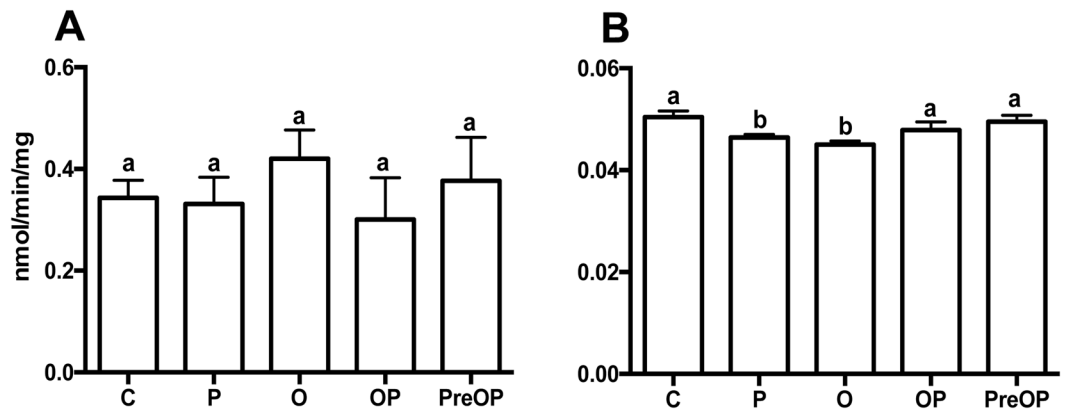 A
nmol/min/mg
0.6
0.4
0.2
0.0
a a a a a
C P O OP PreOP
B
0.06
0.04
0.02
0.00
a b b a a
C P O OP PreOP